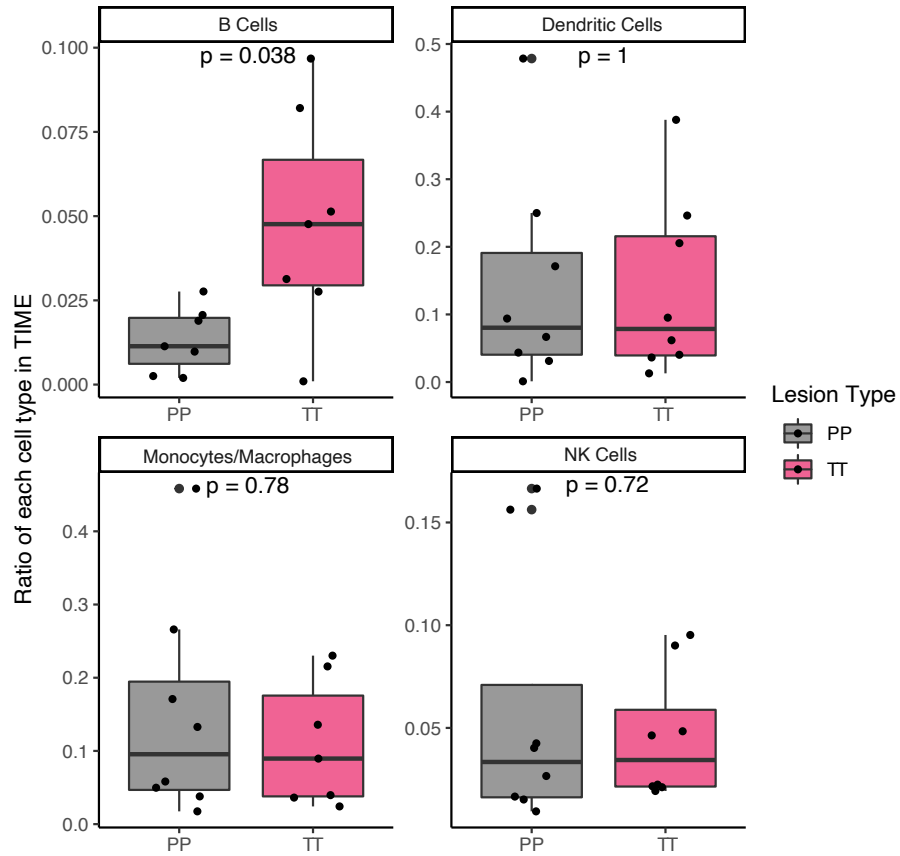 B Cells
Dendritic Cells
p = 0.038
p = 1
0.100
0.075
0.050
0.025
0.000
0.5
0.4
0.3
0.2
0.1
0.0
PP
TT
PP
TT
Ratio of each cell type in TIME
Monocytes/Macrophages
NK Cells
p = 0.78
p = 0.72
0.4
0.3
0.2
0.1
0.0
0.15
0.10
0.05
PP
TT
PP
TT
Lesion Type
PP
TT